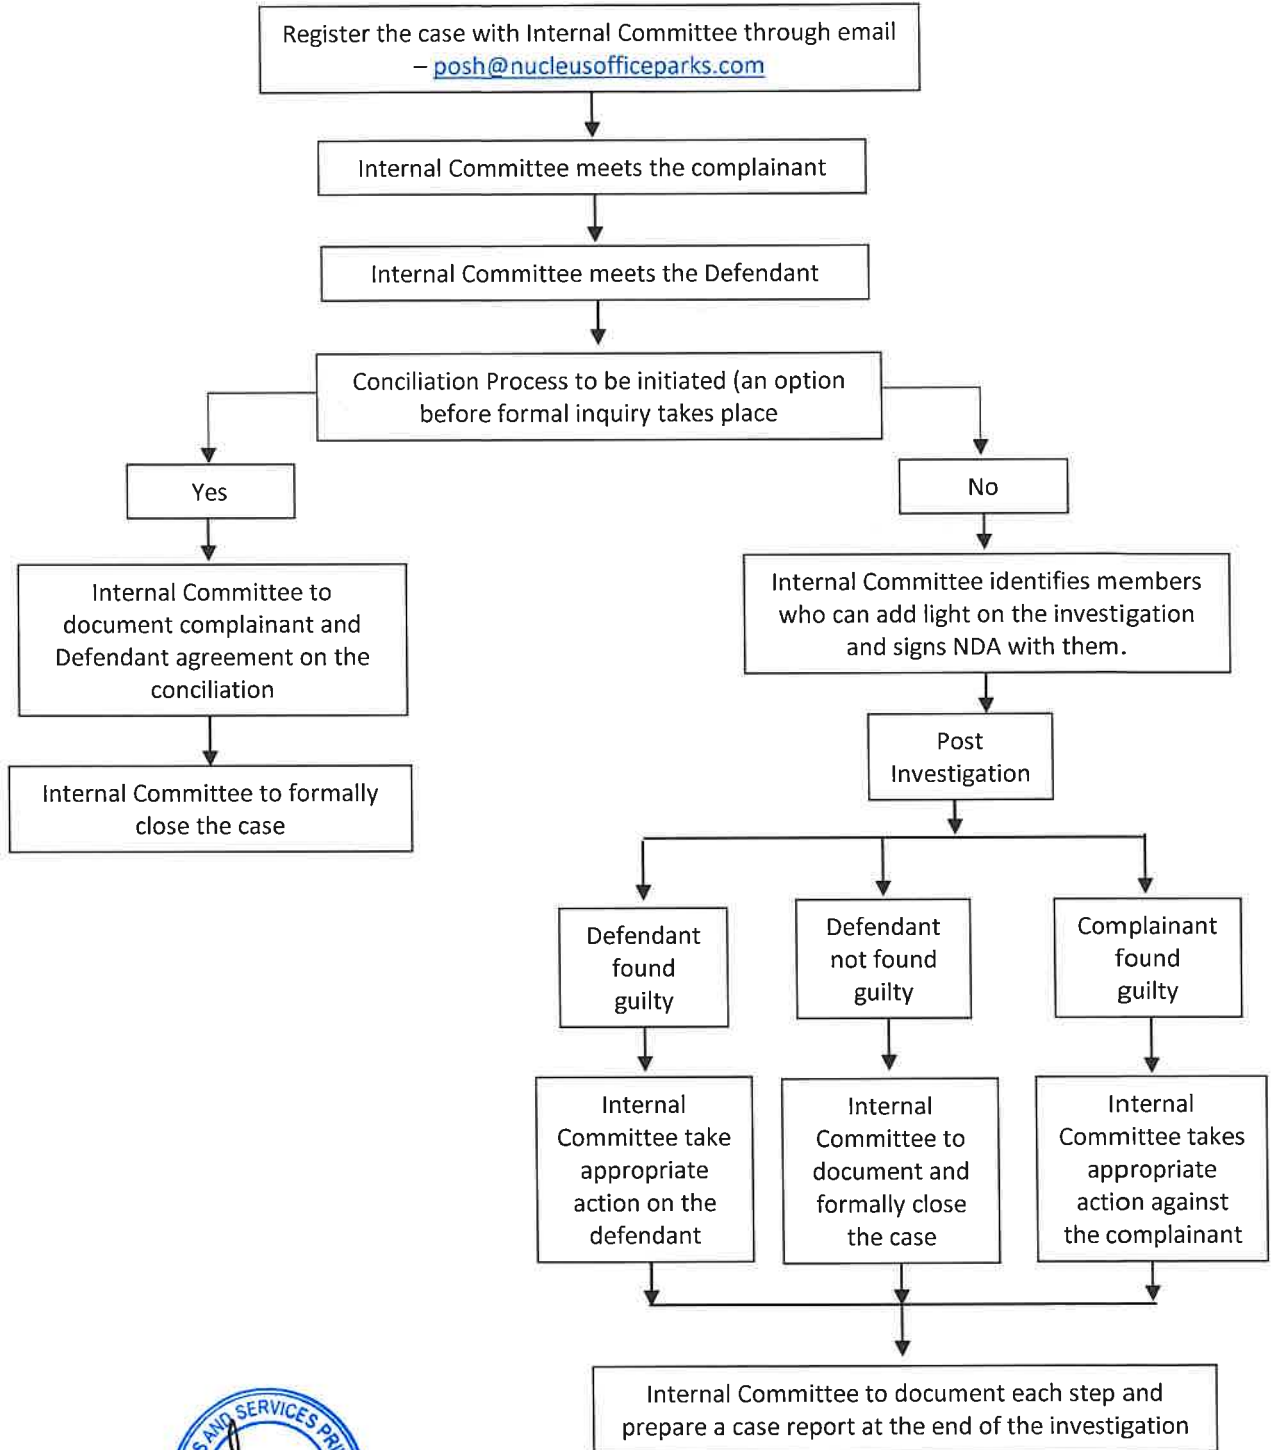 Register the case with Internal Committee through email
– posh@nucleusofficeparks.com
Internal Committee meets the complainant
Internal Committee meets the Defendant
Conciliation Process to be initiated (an option
before formal inquiry takes place
Yes
No
Internal Committee to
document complainant and
Defendant agreement on the
conciliation
Internal Committee to formally
close the case
Internal Committee identifies members
who can add light on the investigation
and signs NDA with them.
Post
Investigation
Defendant
found
guilty
Defendant
not found
guilty
Complainant
found
guilty
Internal
Committee take
appropriate
action on the
defendant
Internal
Committee to
document and
formally close
the case
Internal
Committee takes
appropriate
action against
the complainant
Internal Committee to document each step and
prepare a case report at the end of the investigation
AND SERVICES